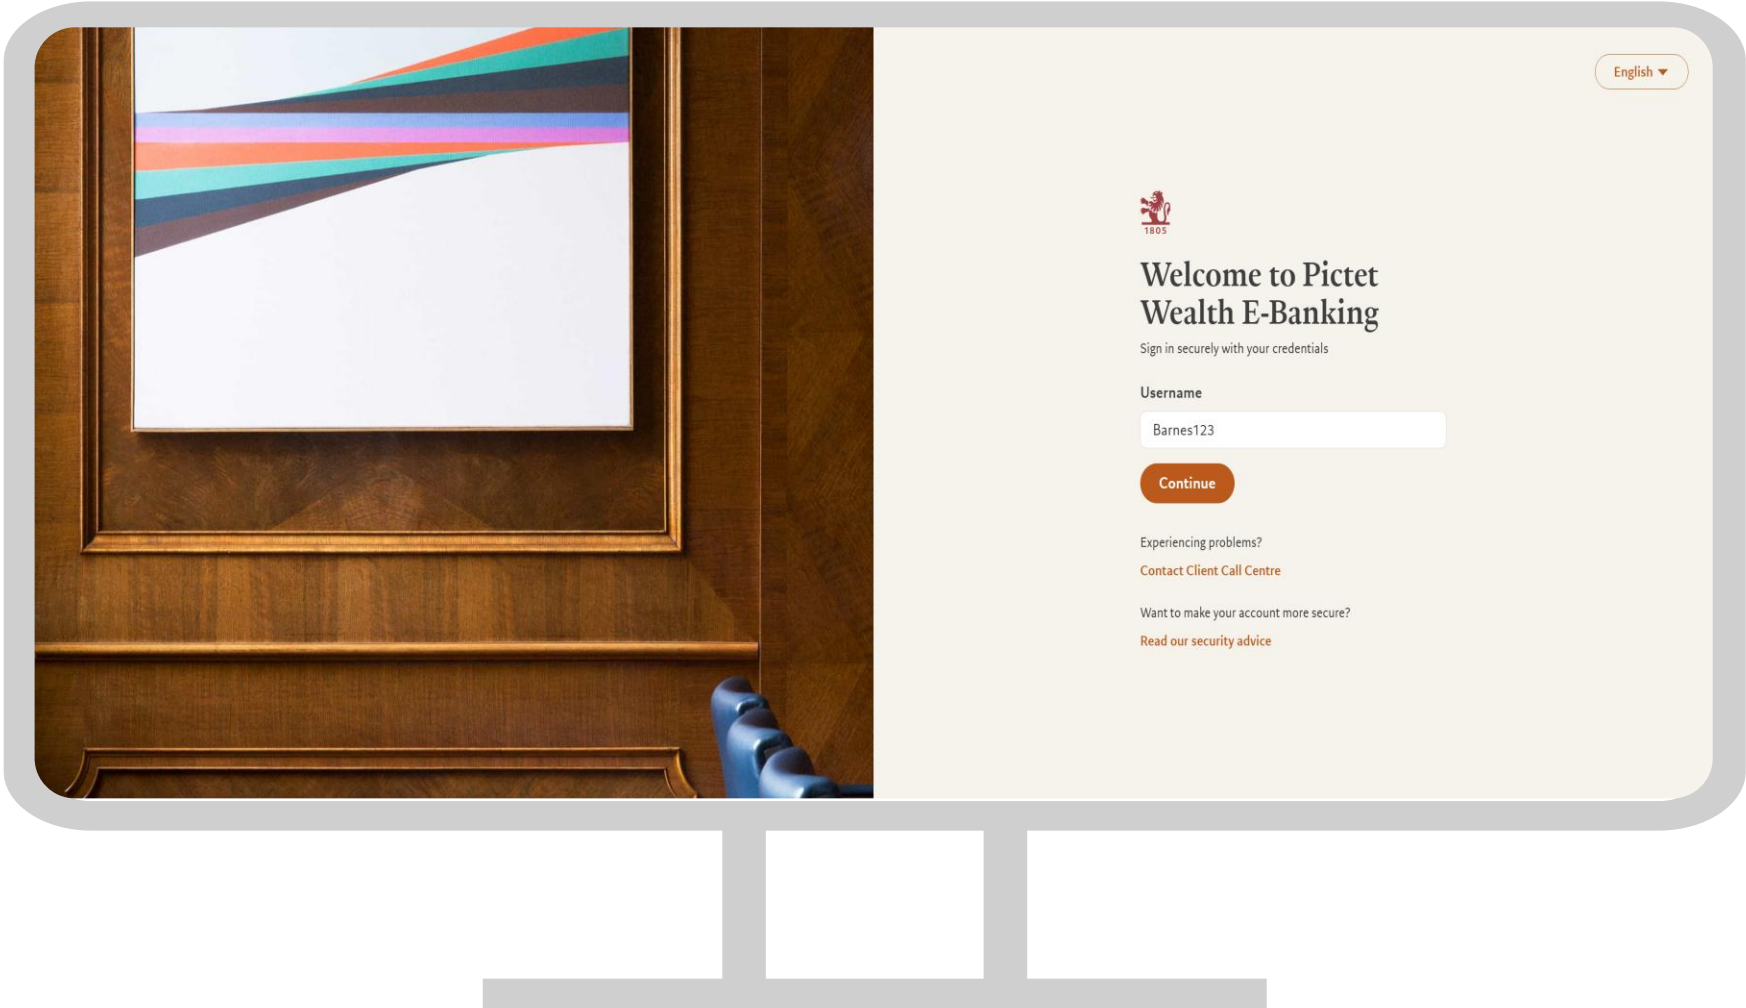 English
1805
Welcome to Pictet
Wealth E-Banking
Sign in securely with your credentials
Username
Barnes123
Continue
Experiencing problems?
Contact Client Call Centre
Want to make your account more secure?
Read our security advice